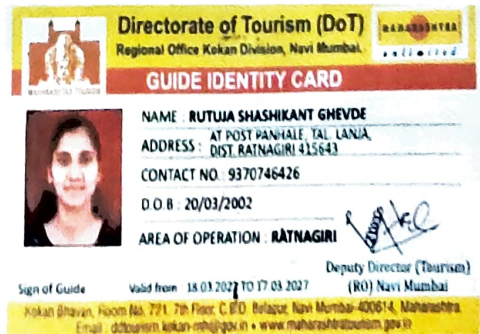 Directorate of Tourism (DoT)
Regional Office Kokan Division, Navi Mumbai.
MAHARASHTRA
unlimited
MAHARASHTRA TOURISM
GUIDE IDENTITY CARD
NAME : RUTUJA SHASHIKANT GHEVDE
ADDRESS : AT POST PANHALE, TAL. LANJA,
DIST. RATNAGIRI 415643
CONTACT NO. : 9370746426
D.O.B : 20/03/2002
AREA OF OPERATION : RATNAGIRI
Deputy Director (Tourism)
(RO) Navi Mumbai
Sign of Guide
Valid from 18.03.2022 TO 17.03.2027
Kokan Bhavan, Room No. 721, 7th Floor, C.B.D. Belapur, Navi Mumbai-400614, Maharashtra.
Email : ddtourism.kokan-mh@gov.in • www.maharashtratourism.gov.in